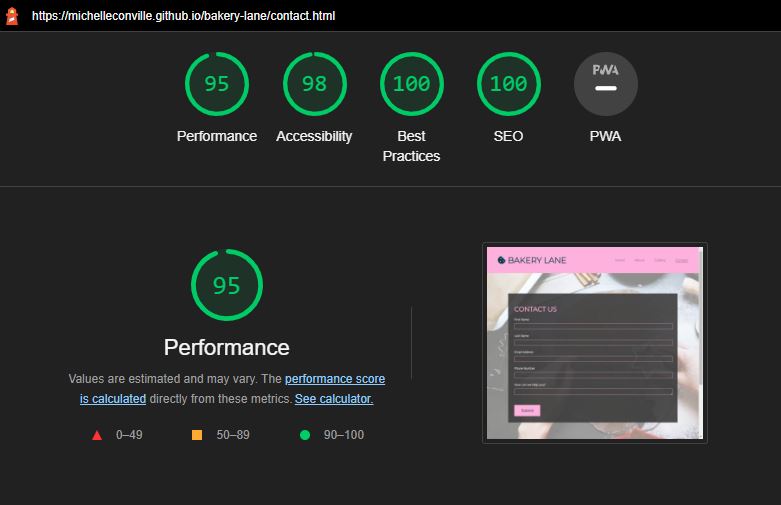 https://michelleconville.github.io/bakery-lane/contact.html
95 98 100 100 PWA
Performance Accessibility Best Practices SEO PWA
95
Performance
Values are estimated and may vary. The performance score
is calculated directly from these metrics. See calculator.
0–49 50–89 90–100
BAKERY LANE Home About Gallery Contact
CONTACT US
First Name
Last Name
Email Address
Phone Number
How can we help you?
Submit